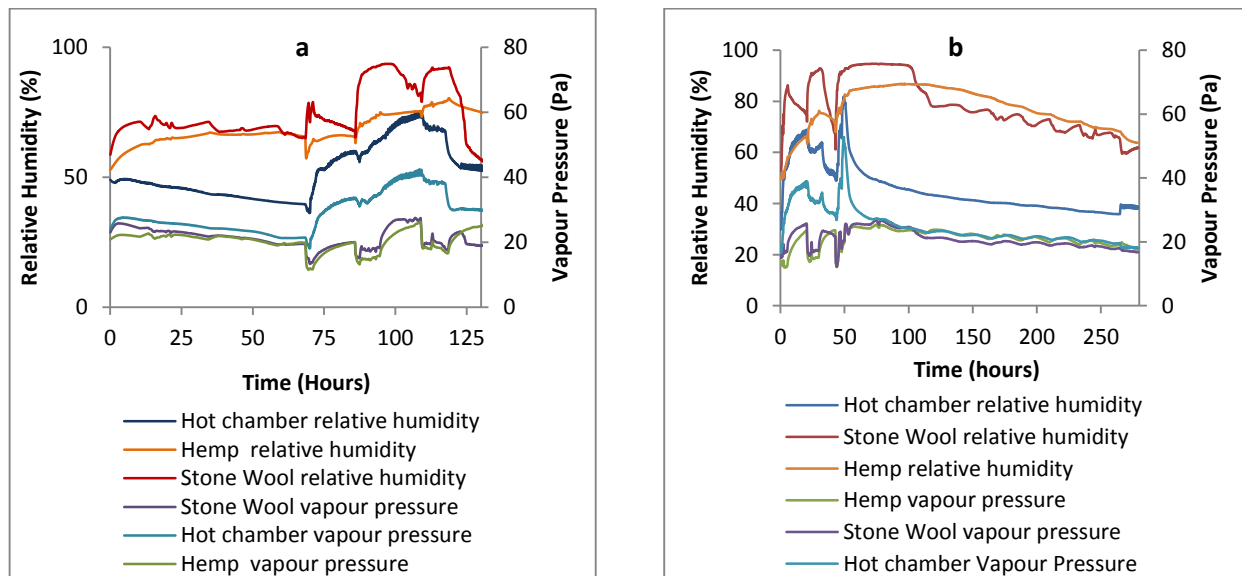 a
100
50
0
80
60
40
20
0
Relative Humidity (%)
Vapour Pressure (Pa)
0 25 50 75 100 125
Time (Hours)
Hot chamber relative humidity
Hemp relative humidity
Stone Wool relative humidity
Stone Wool vapour pressure
Hot chamber vapour pressure
Hemp vapour pressure
b
100
80
60
40
20
0
80
60
40
20
0
Relative Humidity (%)
Vapour Pressure (Pa)
0 50 100 150 200 250
Time (hours)
Hot chamber relative humidity
Stone Wool relative humidity
Hemp relative humidity
Hemp vapour pressure
Stone Wool vapour pressure
Hot chamber Vapour Pressure